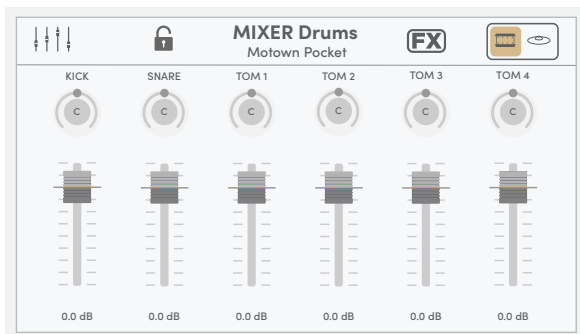 MIXER Drums
Motown Pocket
FX
KICK SNARE TOM 1 TOM 2 TOM 3 TOM 4
C C C C C C
0.0 dB 0.0 dB 0.0 dB 0.0 dB 0.0 dB 0.0 dB